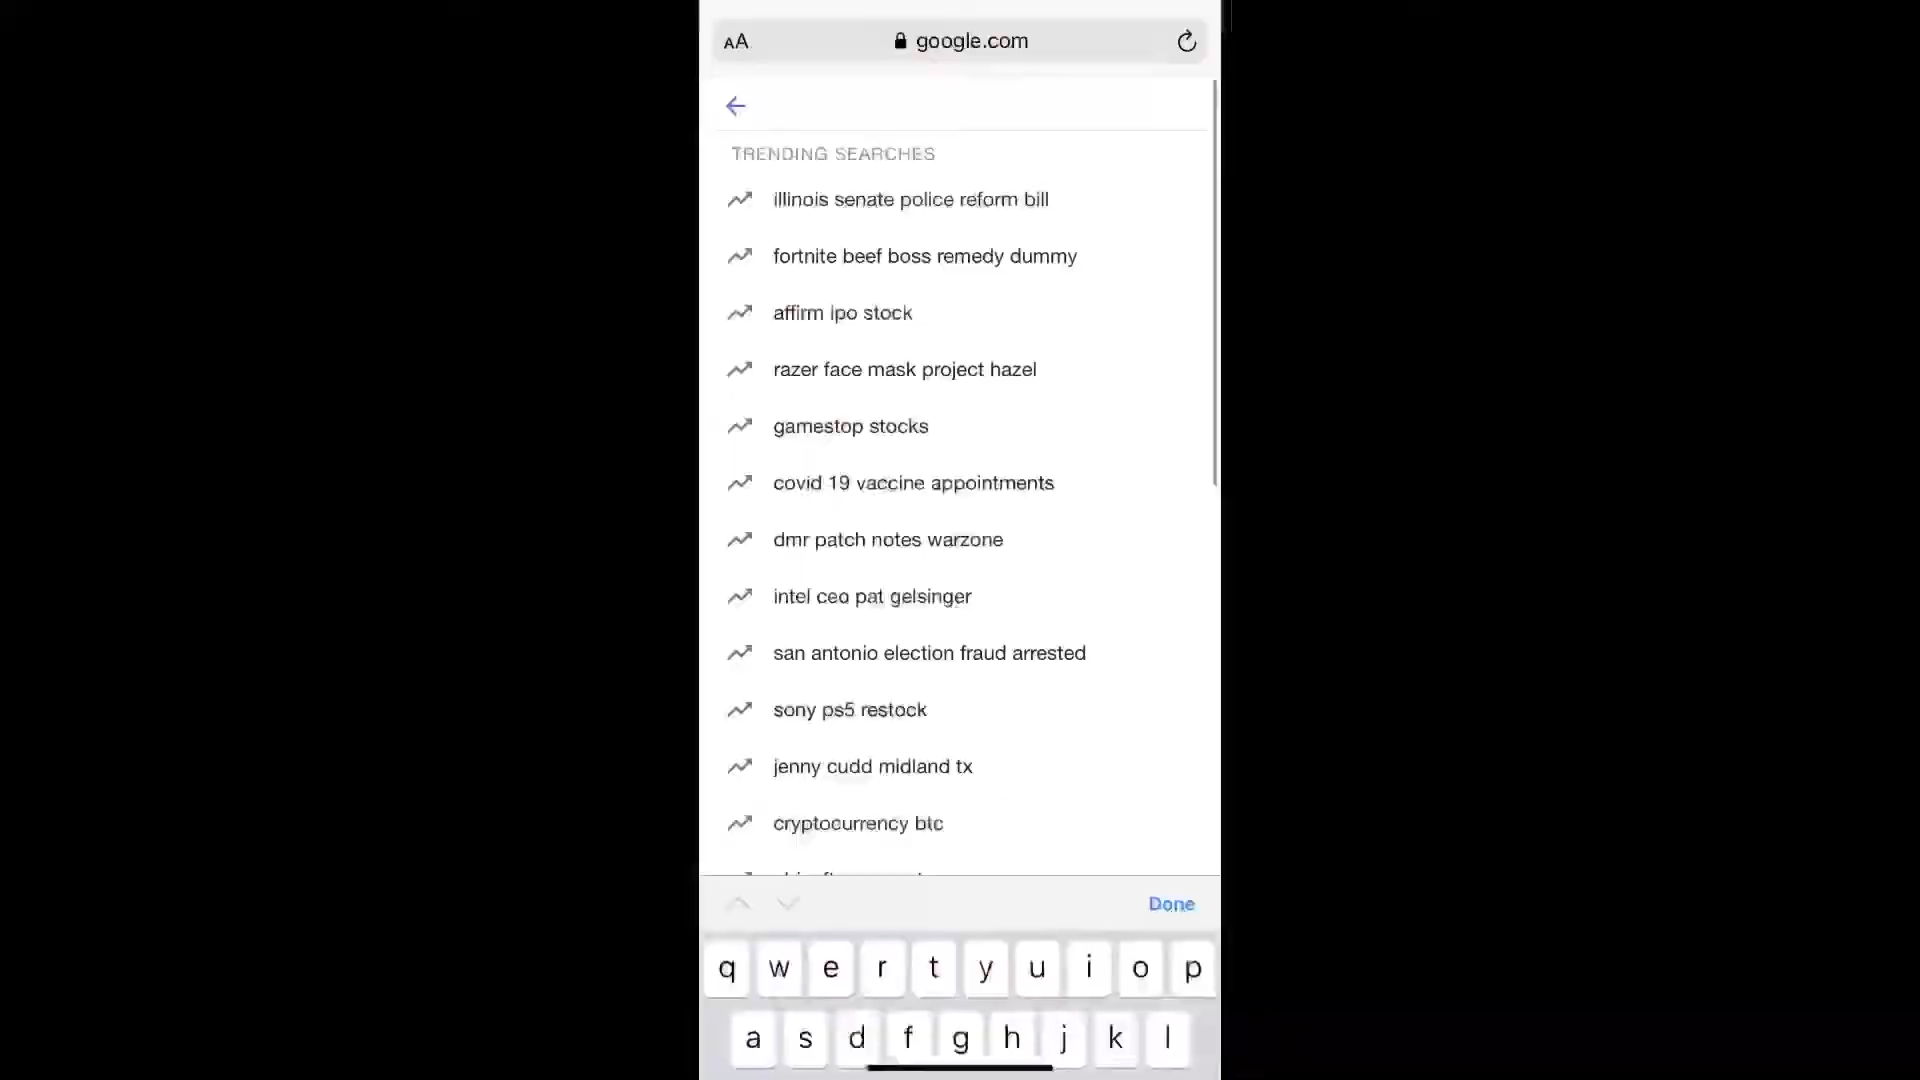 AA google.com
TRENDING SEARCHES
illinois senate police reform bill
fortnite beef boss remedy dummy
affirm ipo stock
razer face mask project hazel
gamestop stocks
covid 19 vaccine appointments
dmr patch notes warzone
intel ceo pat gelsinger
san antonio election fraud arrested
sony ps5 restock
jenny cudd midland tx
cryptocurrency btc
Done
q w e r t y u i o p
a s d f g h j k l